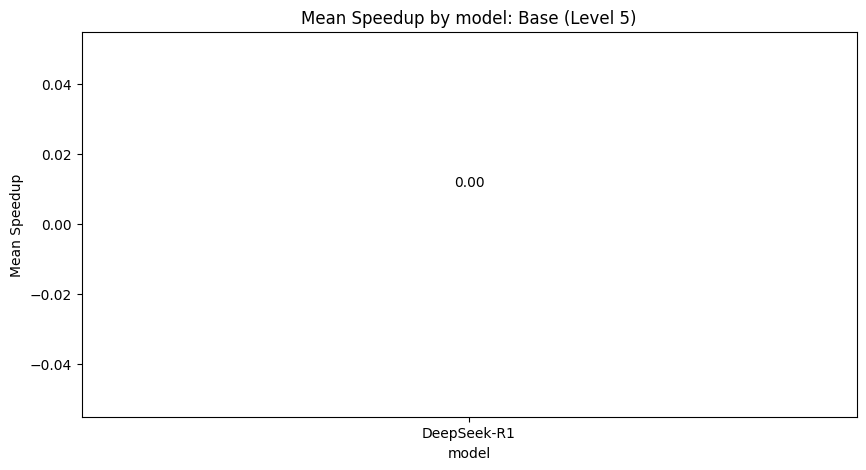 Mean Speedup by model: Base (Level 5)
0.04
0.02
0.00
−0.02
−0.04
Mean Speedup
0.00
DeepSeek-R1
model